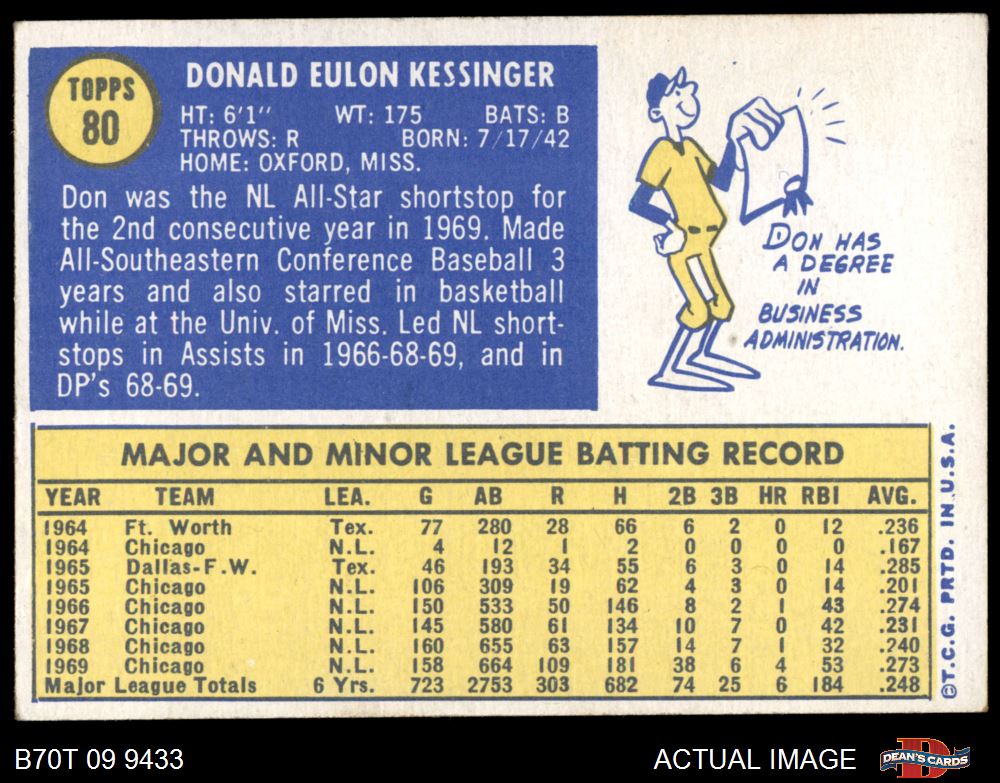 TOPPS
80
DONALD EULON KESSINGER
HT: 6'1" WT: 175 BATS: B
THROWS: R BORN: 7/17/42
HOME: OXFORD, MISS.
Don was the NL All-Star shortstop for
the 2nd consecutive year in 1969. Made
All-Southeastern Conference Baseball 3
years and also starred in basketball
while at the Univ. of Miss. Led NL short-
stops in Assists in 1966-68-69, and in
DP's 68-69.
DON HAS
A DEGREE
IN
BUSINESS
ADMINISTRATION.
MAJOR AND MINOR LEAGUE BATTING RECORD
YEAR TEAM LEA. G AB R H 2B 3B HR RBI AVG.
1964 Ft. Worth Tex. 77 280 28 66 6 2 0 12 .236
1964 Chicago N.L. 4 12 1 2 0 0 0 0 .167
1965 Dallas-F.W. Tex. 46 193 34 55 6 3 0 14 .285
1965 Chicago N.L. 106 309 19 62 4 3 0 14 .201
1966 Chicago N.L. 150 533 50 146 8 2 1 43 .274
1967 Chicago N.L. 145 580 61 134 10 7 0 42 .231
1968 Chicago N.L. 160 655 63 157 14 7 1 32 .240
1969 Chicago N.L. 158 664 109 181 38 6 4 53 .273
Major League Totals 6 Yrs. 723 2753 303 682 74 25 6 184 .248
©T.C.G. PRTD. IN U.S.A.
B70T 09 9433
ACTUAL IMAGE
DEAN'S CARDS